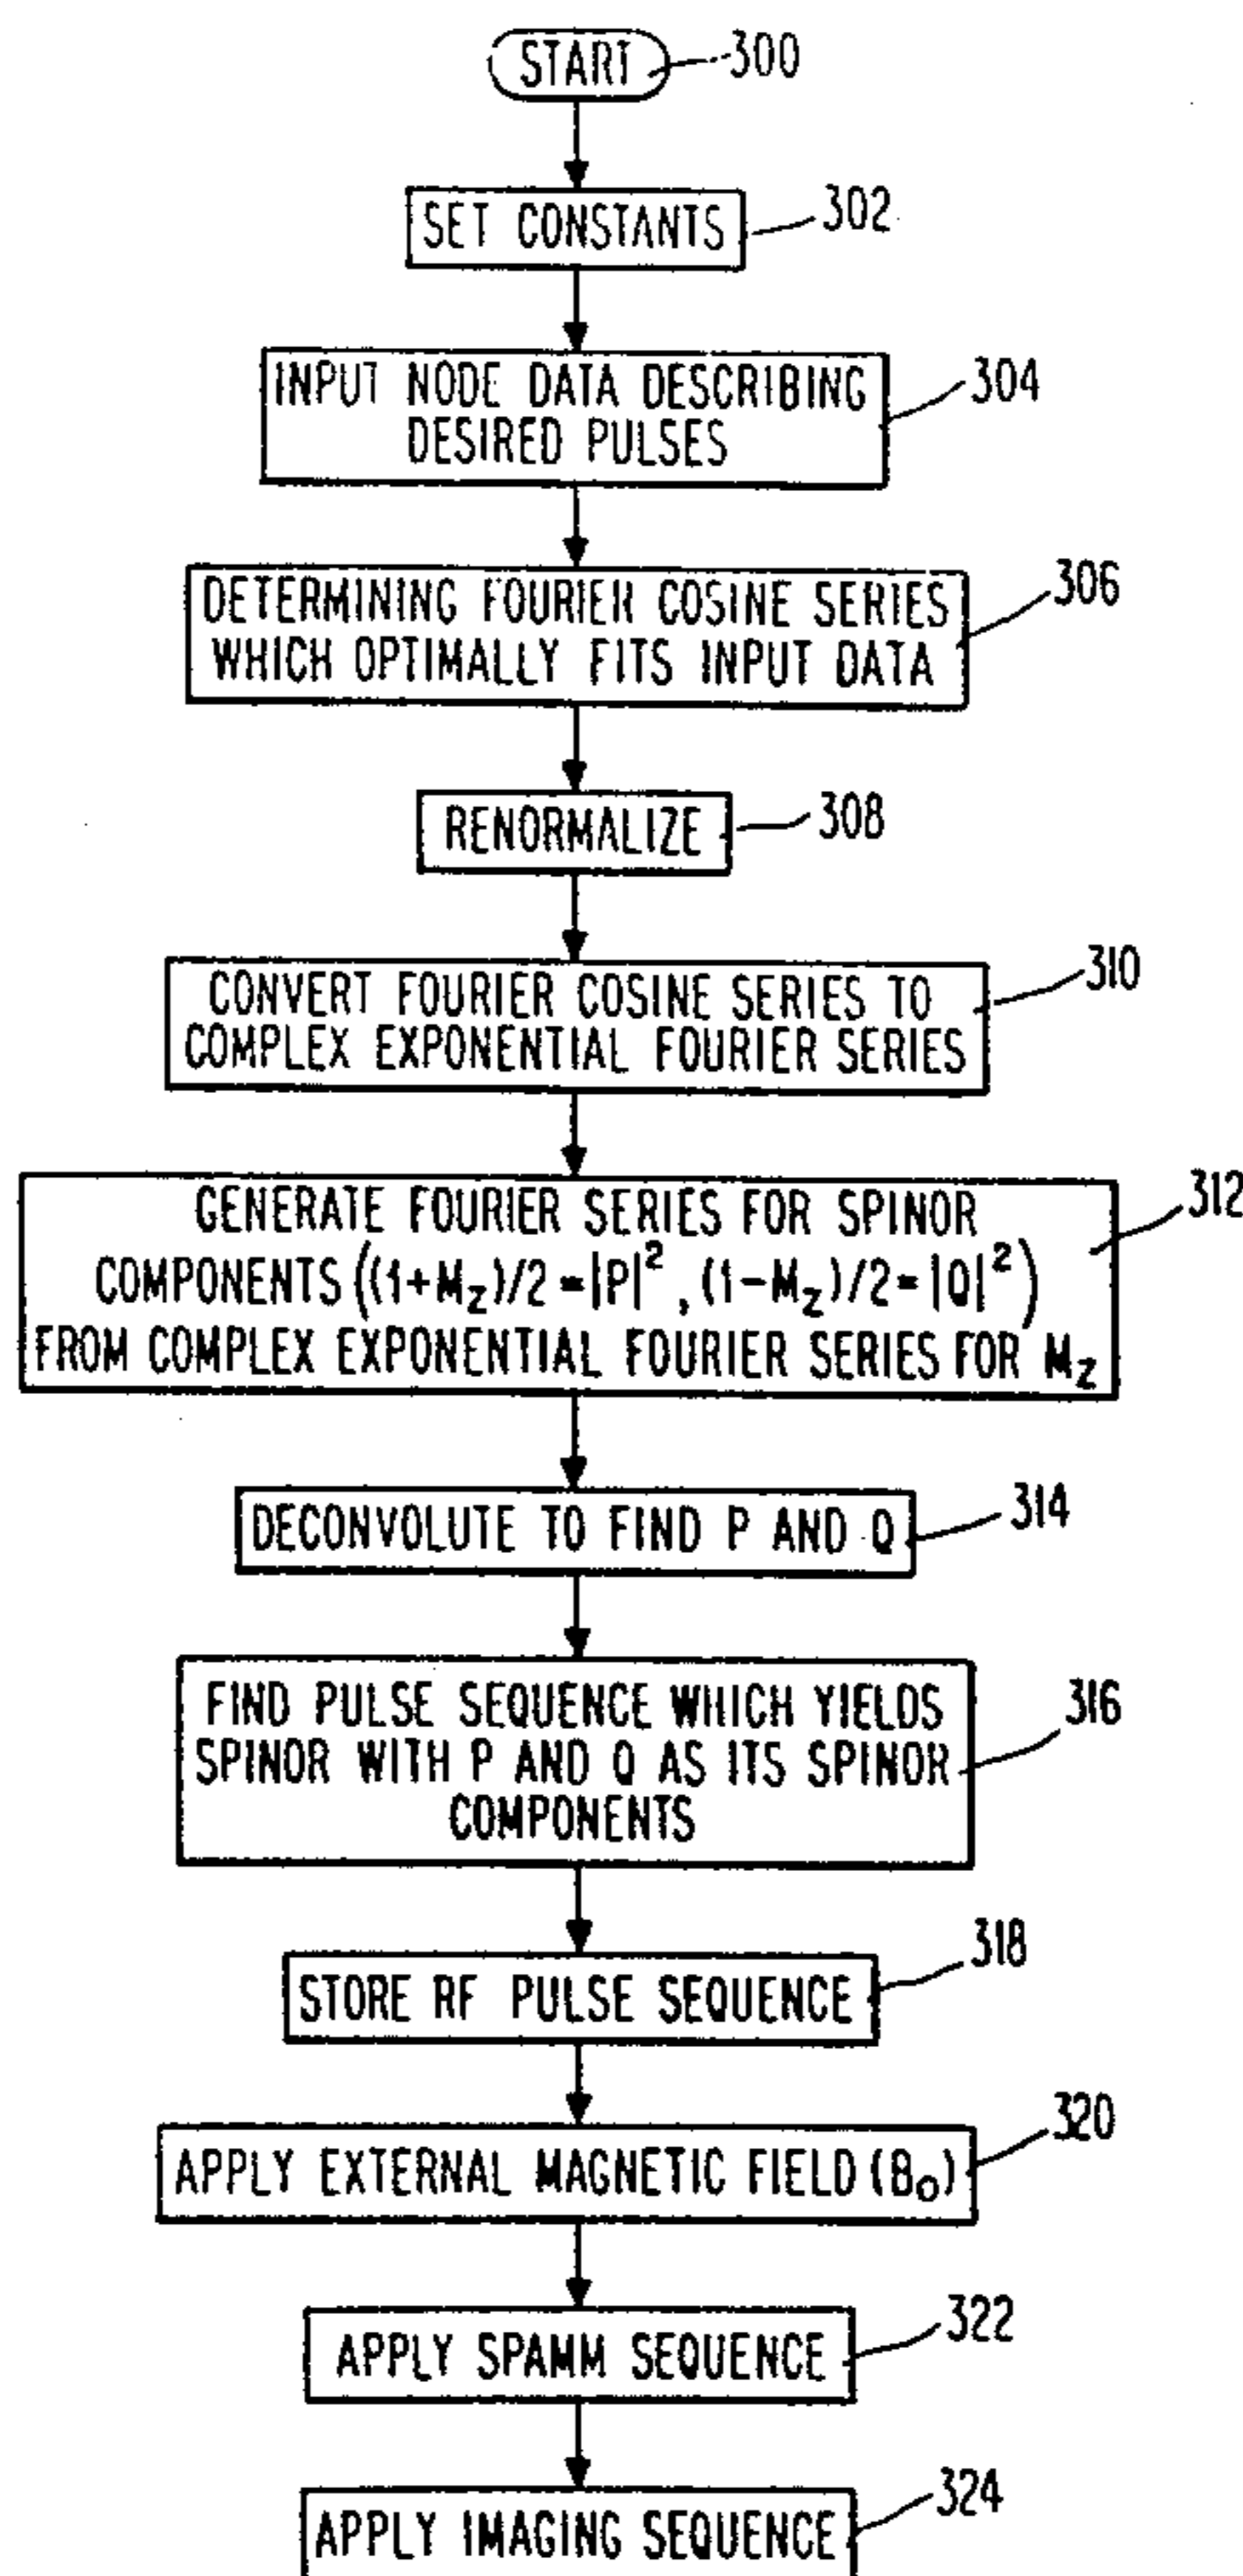 START
300
SET CONSTANTS
302
INPUT NODE DATA DESCRIBING
DESIRED PULSES
304
DETERMINING FOURIER COSINE SERIES
WHICH OPTIMALLY FITS INPUT DATA
306
RENORMALIZE
308
CONVERT FOURIER COSINE SERIES TO
COMPLEX EXPONENTIAL FOURIER SERIES
310
GENERATE FOURIER SERIES FOR SPINOR
COMPONENTS ((1+M_Z)/2=|P|², (1-M_Z)/2=|Q|²)
FROM COMPLEX EXPONENTIAL FOURIER SERIES FOR M_Z
312
DECONVOLUTE TO FIND P AND Q
314
FIND PULSE SEQUENCE WHICH YIELDS
SPINOR WITH P AND Q AS ITS SPINOR
COMPONENTS
316
STORE RF PULSE SEQUENCE
318
APPLY EXTERNAL MAGNETIC FIELD (B₀)
320
APPLY SPAMM SEQUENCE
322
APPLY IMAGING SEQUENCE
324